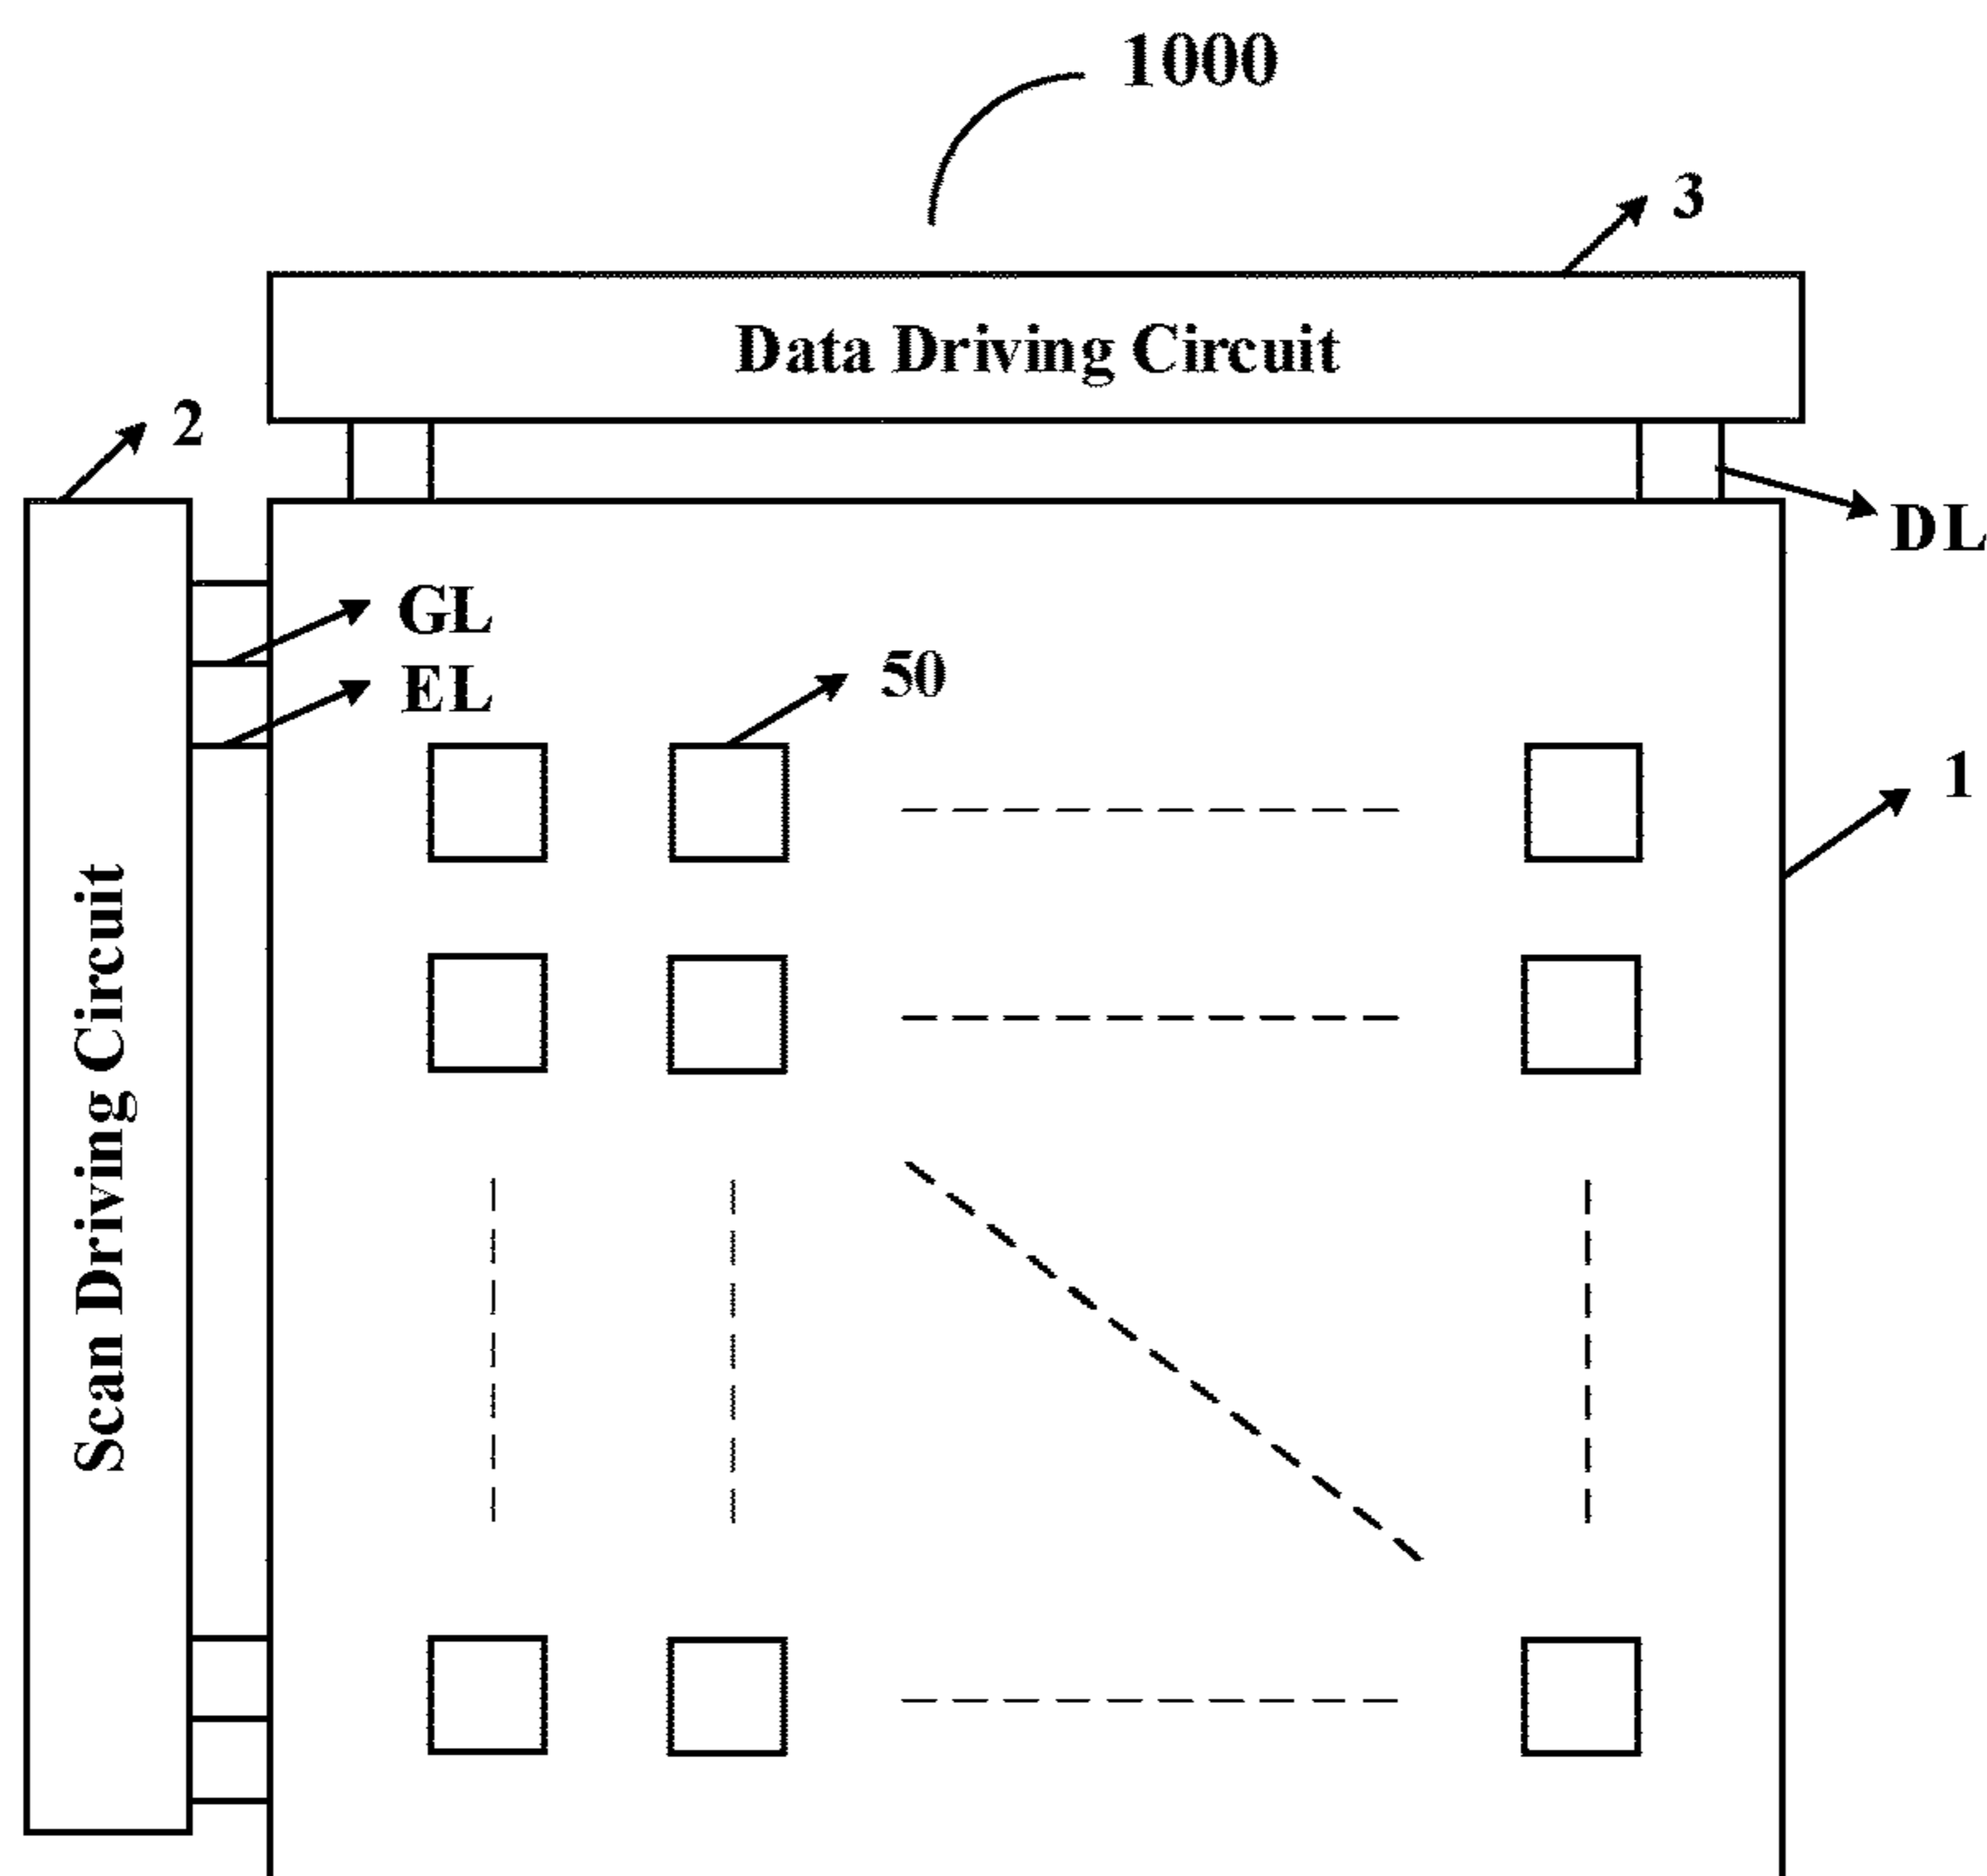 1000
3
Data Driving Circuit
2
DL
GL
EL
50
1
Scan Driving Circuit